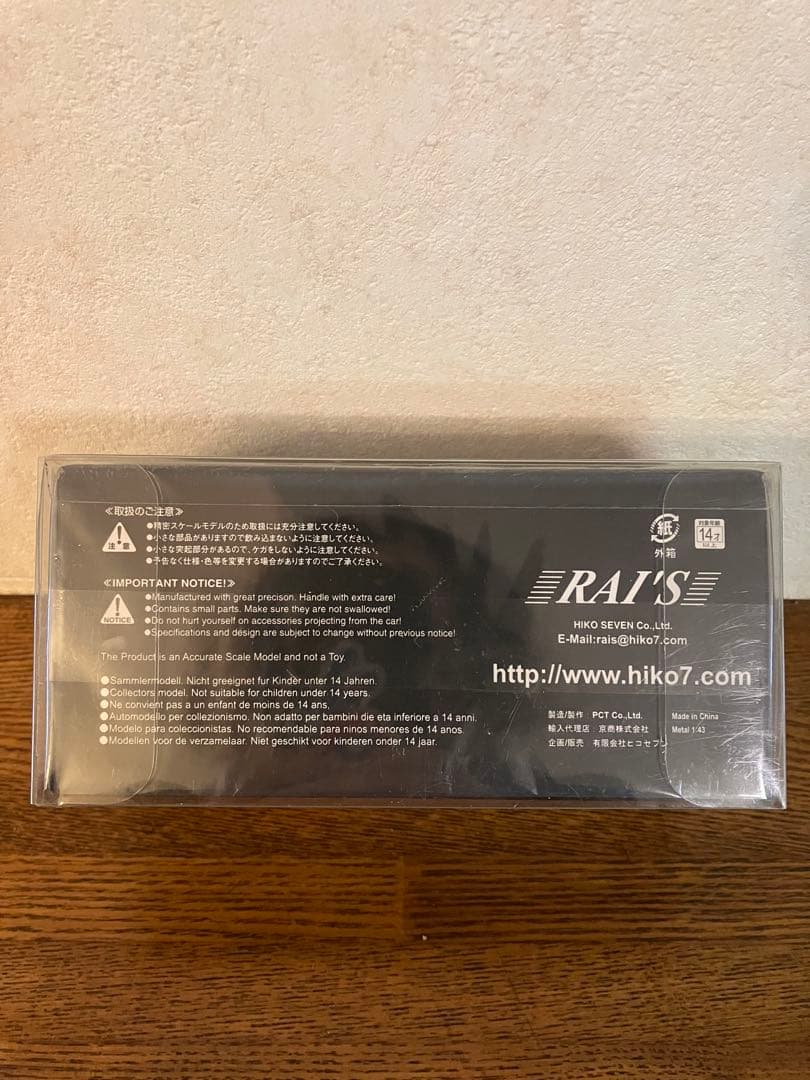 ≪取扱のご注意≫
注意
●精密スケールモデルのため取扱には充分注意してください。
●小さな部品がありますので飲み込まないように注意してください。
●小さな突起部分があるので、ケガをしないように注意してください。
●予告なく仕様・色等を変更する場合がありますのでご了承ください。
≪IMPORTANT NOTICE!≫
NOTICE
●Manufactured with great precison. Handle with extra care!
●Contains small parts. Make sure they are not swallowed!
●Do not hurt yourself on accessories projecting from the car!
●Specifications and design are subject to change without previous notice!
The Product is an Accurate Scale Model and not a Toy.
●Sammlermodell. Nicht greeignet fur Kinder unter 14 Jahren.
●Collectors model. Not suitable for children under 14 years.
●Ne convient pas a un enfant de moins de 14 ans,
●Automodello per collezionismo. Non adatto per bambini die eta inferiore a 14 anni.
●Modelo para coleccionistas. No recomendable para ninos menores de 14 anos.
●Modellen voor de verzamelaar. Niet geschikt voor kinderen onder 14 jaar.
紙
外箱
対象年齢
14才
以上
RAI'S
HIKO SEVEN Co.,Ltd.
E-Mail:rais@hiko7.com
http://www.hiko7.com
製造/製作 PCT Co.,Ltd.
輸入代理店 京商株式会社
企画/販売 有限会社ヒコセブン
Made in China
Metal 1:43